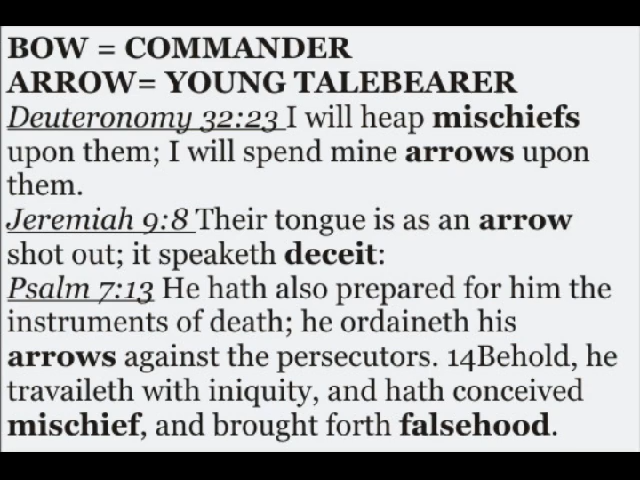 BOW = COMMANDER
ARROW= YOUNG TALEBEARER
Deuteronomy 32:23 I will heap mischiefs
upon them; I will spend mine arrows upon
them.
Jeremiah 9:8 Their tongue is as an arrow
shot out; it speaketh deceit:
Psalm 7:13 He hath also prepared for him the
instruments of death; he ordaineth his
arrows against the persecutors. 14Behold, he
travaileth with iniquity, and hath conceived
mischief, and brought forth falsehood.